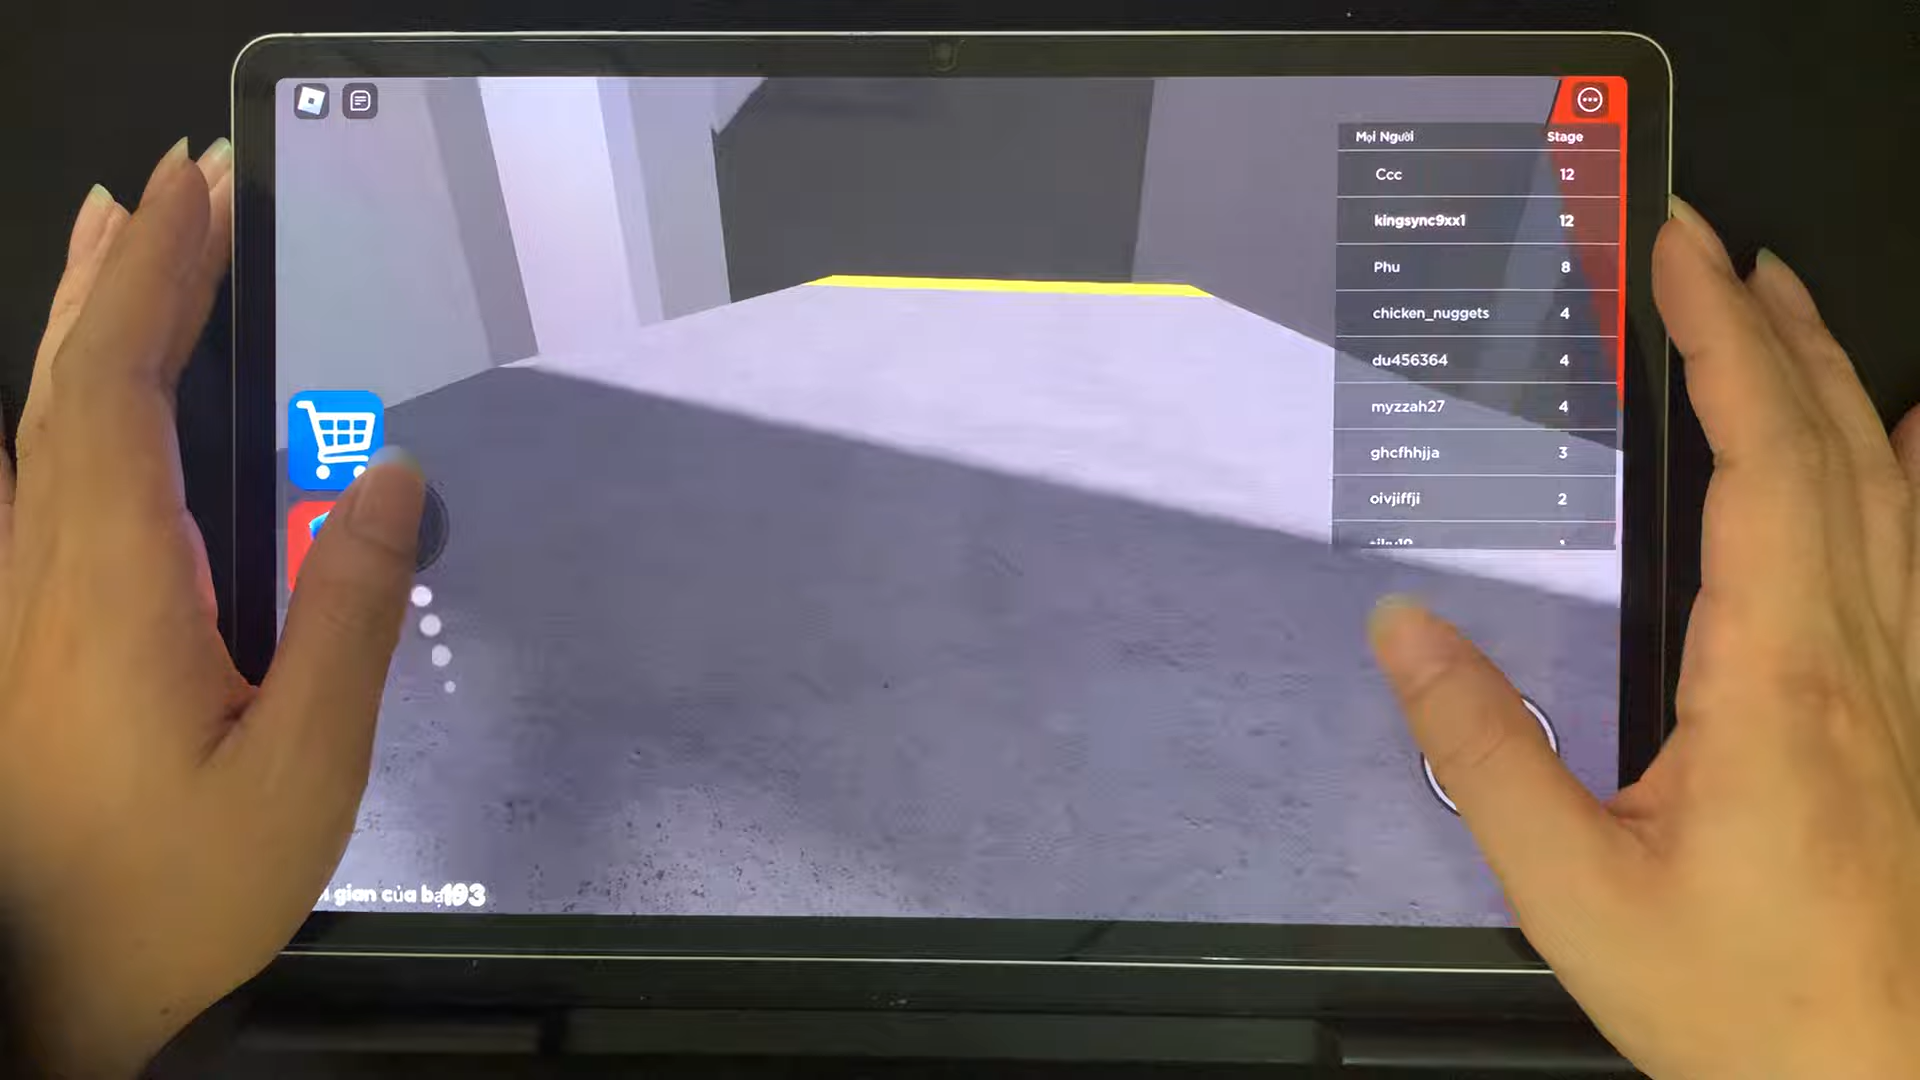 Mọi Người Stage
Ccc 12
kingsync9xx1 12
Phu 8
chicken_nuggets 4
du456364 4
myzzah27 4
ghcfhhjja 3
oivjiffji 2
gian của